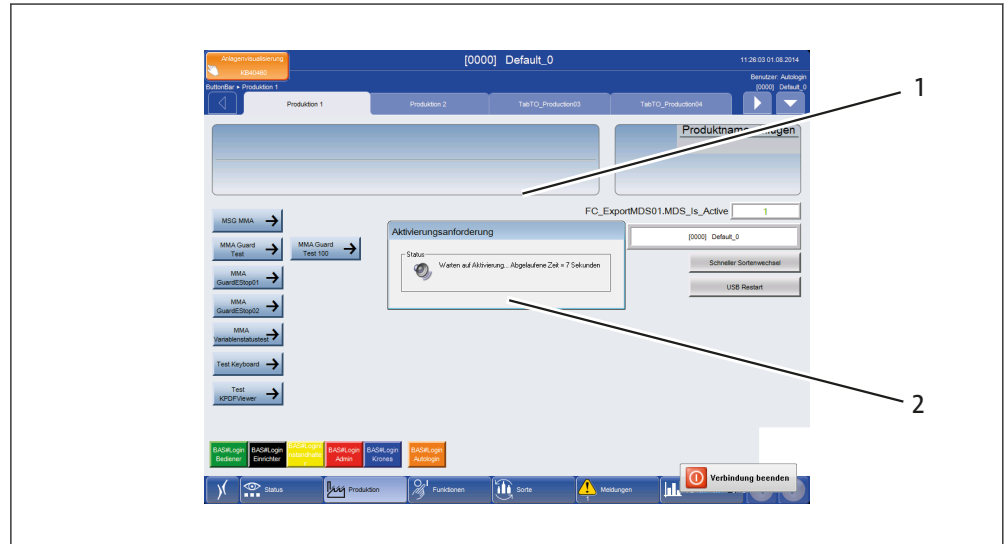 Anlagenvisualisierung
KB40460
[0000] Default_0
11:26:03 01.08.2014
Benutzer: Autologin
[0000] Default_0
ButtonBar ▸ Produktion 1
Produktion 1
Produktion 2
TabTO_Production03
TabTO_Production04
1
FC_ExportMDS01.MDS_Is_Active
1
[0000] Default_0
Schneller Sortenwechsel
USB Restart
MSG MMA
MMA Guard
Test
MMA Guard
Test 100
MMA
GuardEStop01
MMA
GuardEStop02
MMA
Variablenstatustest
Test Keyboard
Test
KPDFViewer
Aktivierungsanforderung
Status
Warten auf Aktivierung... Abgelaufene Zeit = 7 Sekunden
2
BAS#Login
Bediener
BAS#Login
Einrichter
BAS#Login
Admin
BAS#Login
Krones
BAS#Login
Autologin
Status
Produktion
Funktionen
Sorte
Meldungen
Verbindung beenden